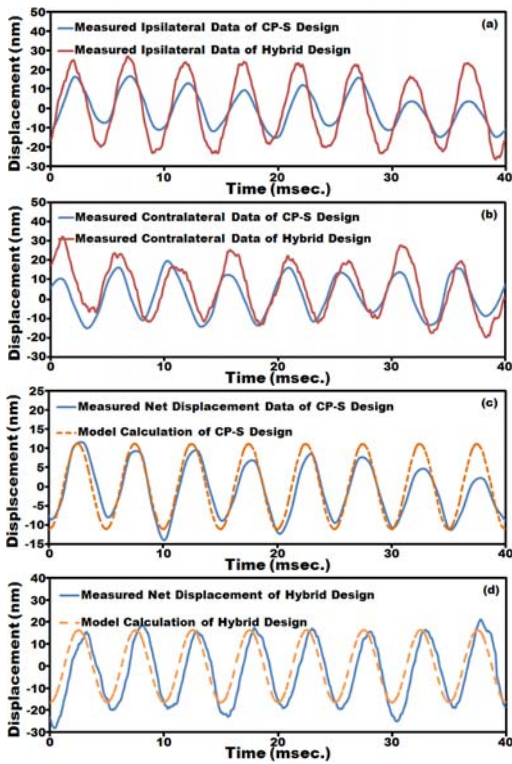 Displacement (nm)
50
40
30
20
10
0
-10
-20
-30
Measured Ipsilateral Data of CP-S Design
(a)
Measured Ipsilateral Data of Hybrid Design
0 10 20 30 40
Time (msec.)
Displacement (nm)
50
40
30
20
10
0
-10
-20
-30
Measured Contralateral Data of CP-S Design
(b)
Measured Contralateral Data of Hybrid Design
0 10 20 30 40
Time (msec.)
Displscement (nm)
25
20
15
10
5
0
-5
-10
-15
Measured Net Displacement Data of CP-S Design
(c)
Model Calculation of CP-S Design
0 10 20 30 40
Time (msec.)
Displacement (nm)
40
30
20
10
0
-10
-20
-30
Measured Net Displacement of Hybrid Design
(d)
Model Calculation of Hybrid Design
0 10 20 30 40
Time (msec.)